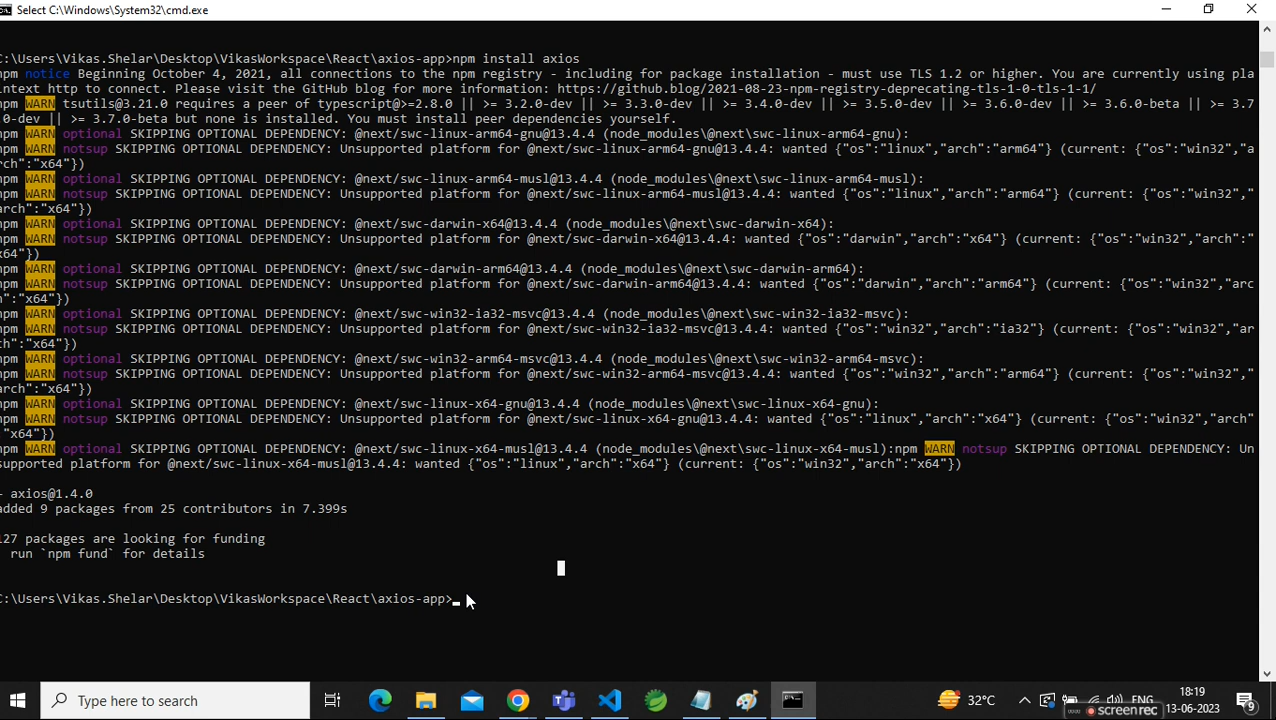 Select C:\Windows\System32\cmd.exe
:\Users\Vikas.Shelar\Desktop\VikasWorkspace\React\axios-app>npm install axios
npm notice Beginning October 4, 2021, all connections to the npm registry - including for package installation - must use TLS 1.2 or higher. You are currently using pla
intext http to connect. Please visit the GitHub blog for more information: https://github.blog/2021-08-23-npm-registry-deprecating-tls-1-0-tls-1-1/
npm WARN tsutils@3.21.0 requires a peer of typescript@>=2.8.0 || >= 3.2.0-dev || >= 3.3.0-dev || >= 3.4.0-dev || >= 3.5.0-dev || >= 3.6.0-dev || >= 3.6.0-beta || >= 3.7
.0-dev || >= 3.7.0-beta but none is installed. You must install peer dependencies yourself.
npm WARN optional SKIPPING OPTIONAL DEPENDENCY: @next/swc-linux-arm64-gnu@13.4.4 (node_modules\@next\swc-linux-arm64-gnu):
npm WARN notsup SKIPPING OPTIONAL DEPENDENCY: Unsupported platform for @next/swc-linux-arm64-gnu@13.4.4: wanted {"os":"linux","arch":"arm64"} (current: {"os":"win32","a
rch":"x64"})
npm WARN optional SKIPPING OPTIONAL DEPENDENCY: @next/swc-linux-arm64-musl@13.4.4 (node_modules\@next\swc-linux-arm64-musl):
npm WARN notsup SKIPPING OPTIONAL DEPENDENCY: Unsupported platform for @next/swc-linux-arm64-musl@13.4.4: wanted {"os":"linux","arch":"arm64"} (current: {"os":"win32","
arch":"x64"})
npm WARN optional SKIPPING OPTIONAL DEPENDENCY: @next/swc-darwin-x64@13.4.4 (node_modules\@next\swc-darwin-x64):
npm WARN notsup SKIPPING OPTIONAL DEPENDENCY: Unsupported platform for @next/swc-darwin-x64@13.4.4: wanted {"os":"darwin","arch":"x64"} (current: {"os":"win32","arch":"
x64"})
npm WARN optional SKIPPING OPTIONAL DEPENDENCY: @next/swc-darwin-arm64@13.4.4 (node_modules\@next\swc-darwin-arm64):
npm WARN notsup SKIPPING OPTIONAL DEPENDENCY: Unsupported platform for @next/swc-darwin-arm64@13.4.4: wanted {"os":"darwin","arch":"arm64"} (current: {"os":"win32","arc
h":"x64"})
npm WARN optional SKIPPING OPTIONAL DEPENDENCY: @next/swc-win32-ia32-msvc@13.4.4 (node_modules\@next\swc-win32-ia32-msvc):
npm WARN notsup SKIPPING OPTIONAL DEPENDENCY: Unsupported platform for @next/swc-win32-ia32-msvc@13.4.4: wanted {"os":"win32","arch":"ia32"} (current: {"os":"win32","ar
ch":"x64"})
npm WARN optional SKIPPING OPTIONAL DEPENDENCY: @next/swc-win32-arm64-msvc@13.4.4 (node_modules\@next\swc-win32-arm64-msvc):
npm WARN notsup SKIPPING OPTIONAL DEPENDENCY: Unsupported platform for @next/swc-win32-arm64-msvc@13.4.4: wanted {"os":"win32","arch":"arm64"} (current: {"os":"win32","
arch":"x64"})
npm WARN optional SKIPPING OPTIONAL DEPENDENCY: @next/swc-linux-x64-gnu@13.4.4 (node_modules\@next\swc-linux-x64-gnu):
npm WARN notsup SKIPPING OPTIONAL DEPENDENCY: Unsupported platform for @next/swc-linux-x64-gnu@13.4.4: wanted {"os":"linux","arch":"x64"} (current: {"os":"win32","arch"
:"x64"})
npm WARN optional SKIPPING OPTIONAL DEPENDENCY: @next/swc-linux-x64-musl@13.4.4 (node_modules\@next\swc-linux-x64-musl):npm WARN notsup SKIPPING OPTIONAL DEPENDENCY: Un
supported platform for @next/swc-linux-x64-musl@13.4.4: wanted {"os":"linux","arch":"x64"} (current: {"os":"win32","arch":"x64"})
+ axios@1.4.0
added 9 packages from 25 contributors in 7.399s
127 packages are looking for funding
run `npm fund` for details
:\Users\Vikas.Shelar\Desktop\VikasWorkspace\React\axios-app>
Type here to search
32°C
ENG
18:19
13-06-2023
9
screenrec